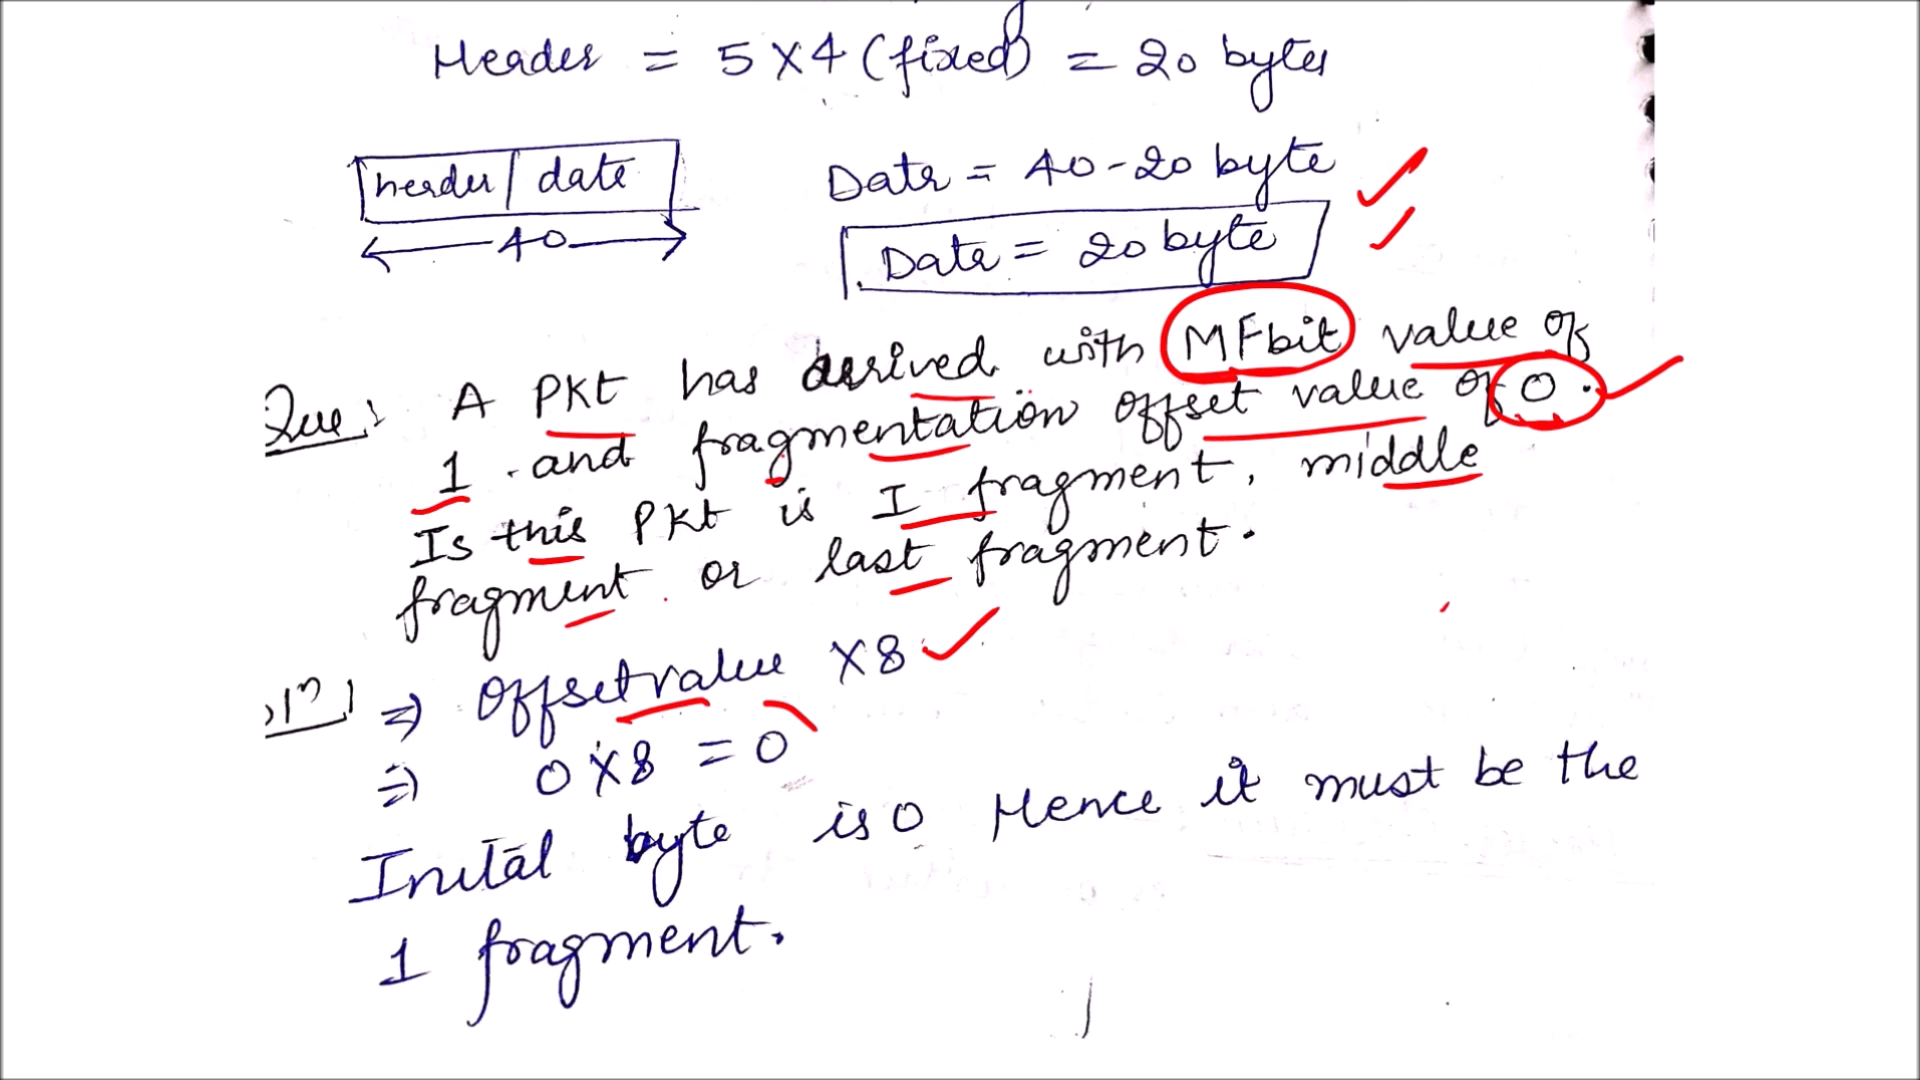 Header = 5 X 4 (fixed) = 20 bytes
header | date
40
Data = 40 - 20 byte
Data = 20 byte
Que: A PKt has arrived with MFbit value of
1 and fragmentation offset value of 0.
Is this PKt is I fragment, middle
fragment or last fragment.
⇒ Offsetvalue X8
⇒ 0 X 8 = 0
Inital byte is 0 Hence it must be the
1 fragment.